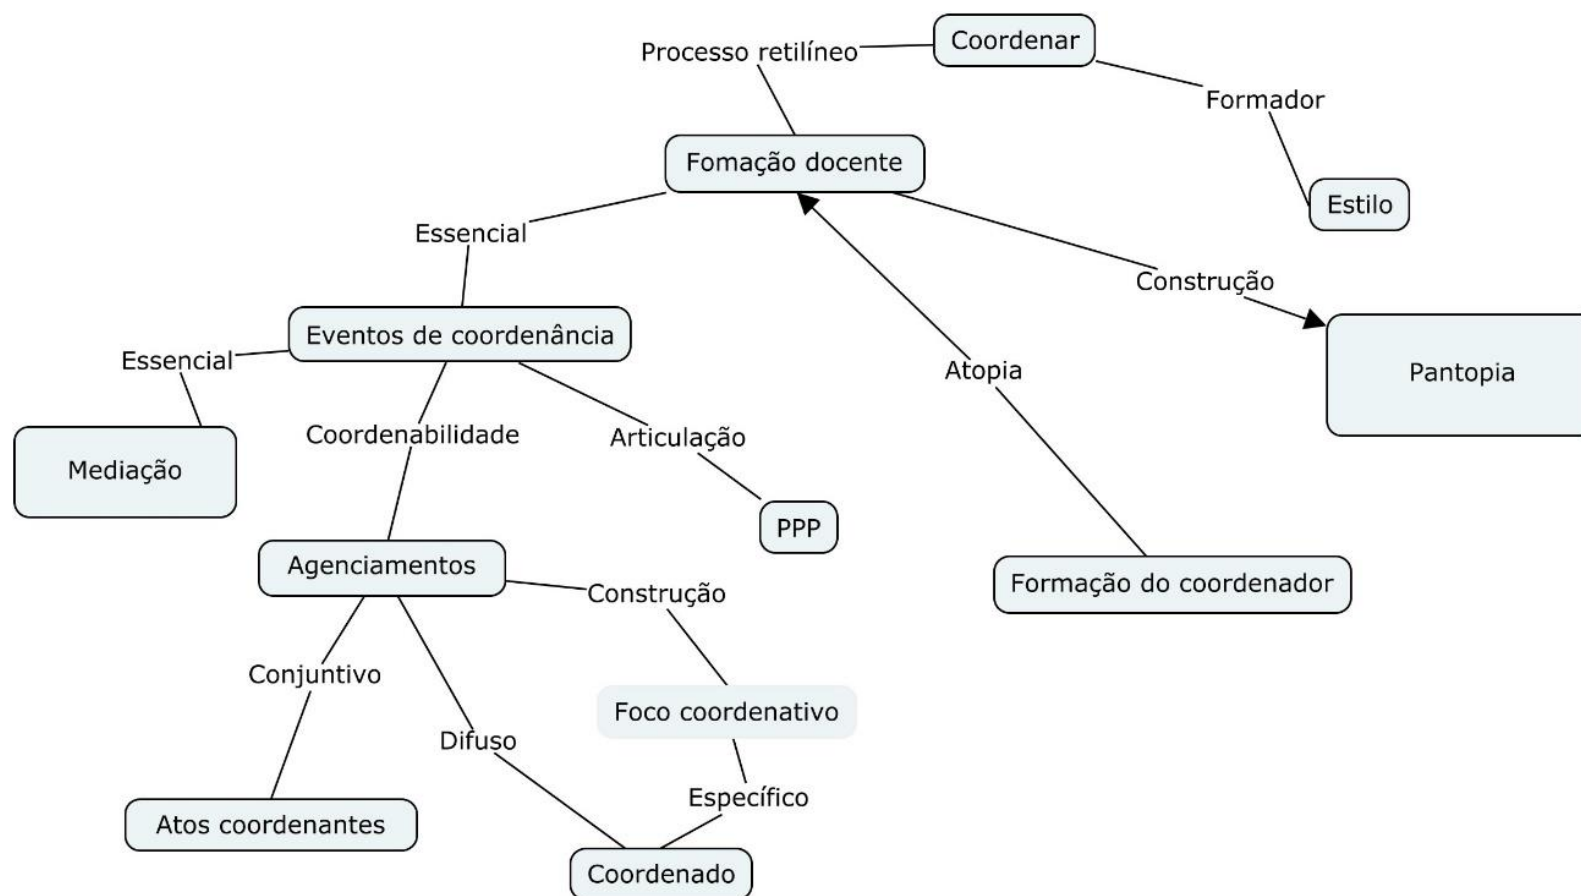 Coordenar
Processo retilíneo
Formador
Fomação docente
Estilo
Essencial
Construção
Eventos de coordenância
Essencial
Atopia
Pantopia
Coordenabilidade
Articulação
Mediação
PPP
Agenciamentos
Formação do coordenador
Construção
Conjuntivo
Foco coordenativo
Difuso
Específico
Atos coordenantes
Coordenado